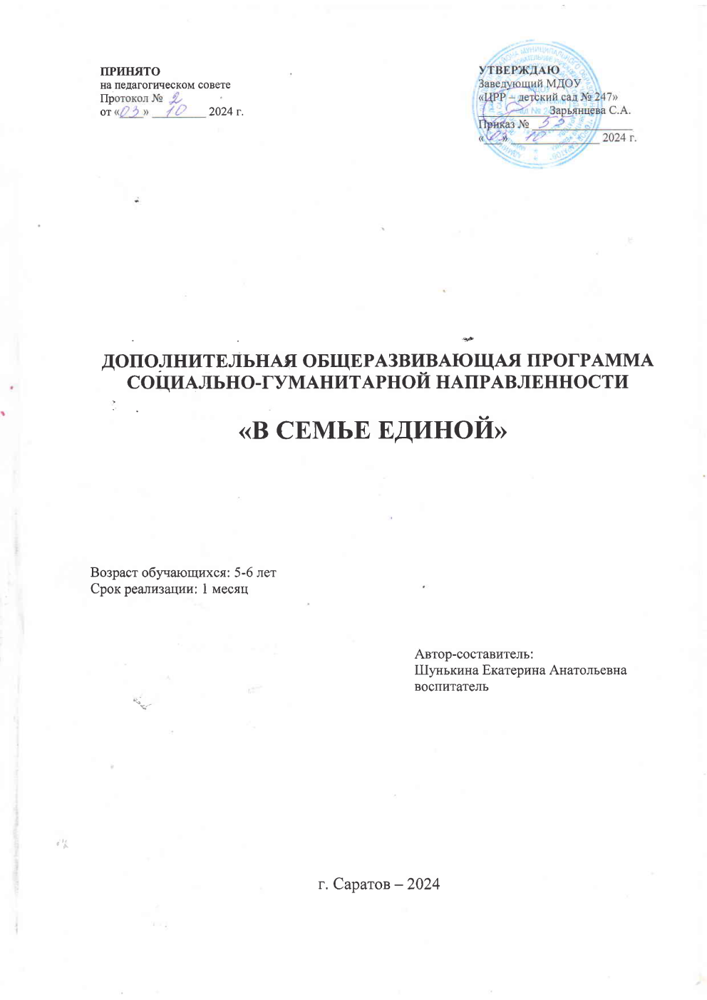 ПРИНЯТО
на педагогическом совете
Протокол № 2
от «03» 10 2024 г.
УТВЕРЖДАЮ
Заведующий МДОУ
«ЦРР – детский сад № 247»
Зарьянцева С.А.
Приказ №
«03» 10 2024 г.
ДОПОЛНИТЕЛЬНАЯ ОБЩЕРАЗВИВАЮЩАЯ ПРОГРАММА
СОЦИАЛЬНО-ГУМАНИТАРНОЙ НАПРАВЛЕННОСТИ
«В СЕМЬЕ ЕДИНОЙ»
Возраст обучающихся: 5-6 лет
Срок реализации: 1 месяц
Автор-составитель:
Шунькина Екатерина Анатольевна
воспитатель
г. Саратов – 2024